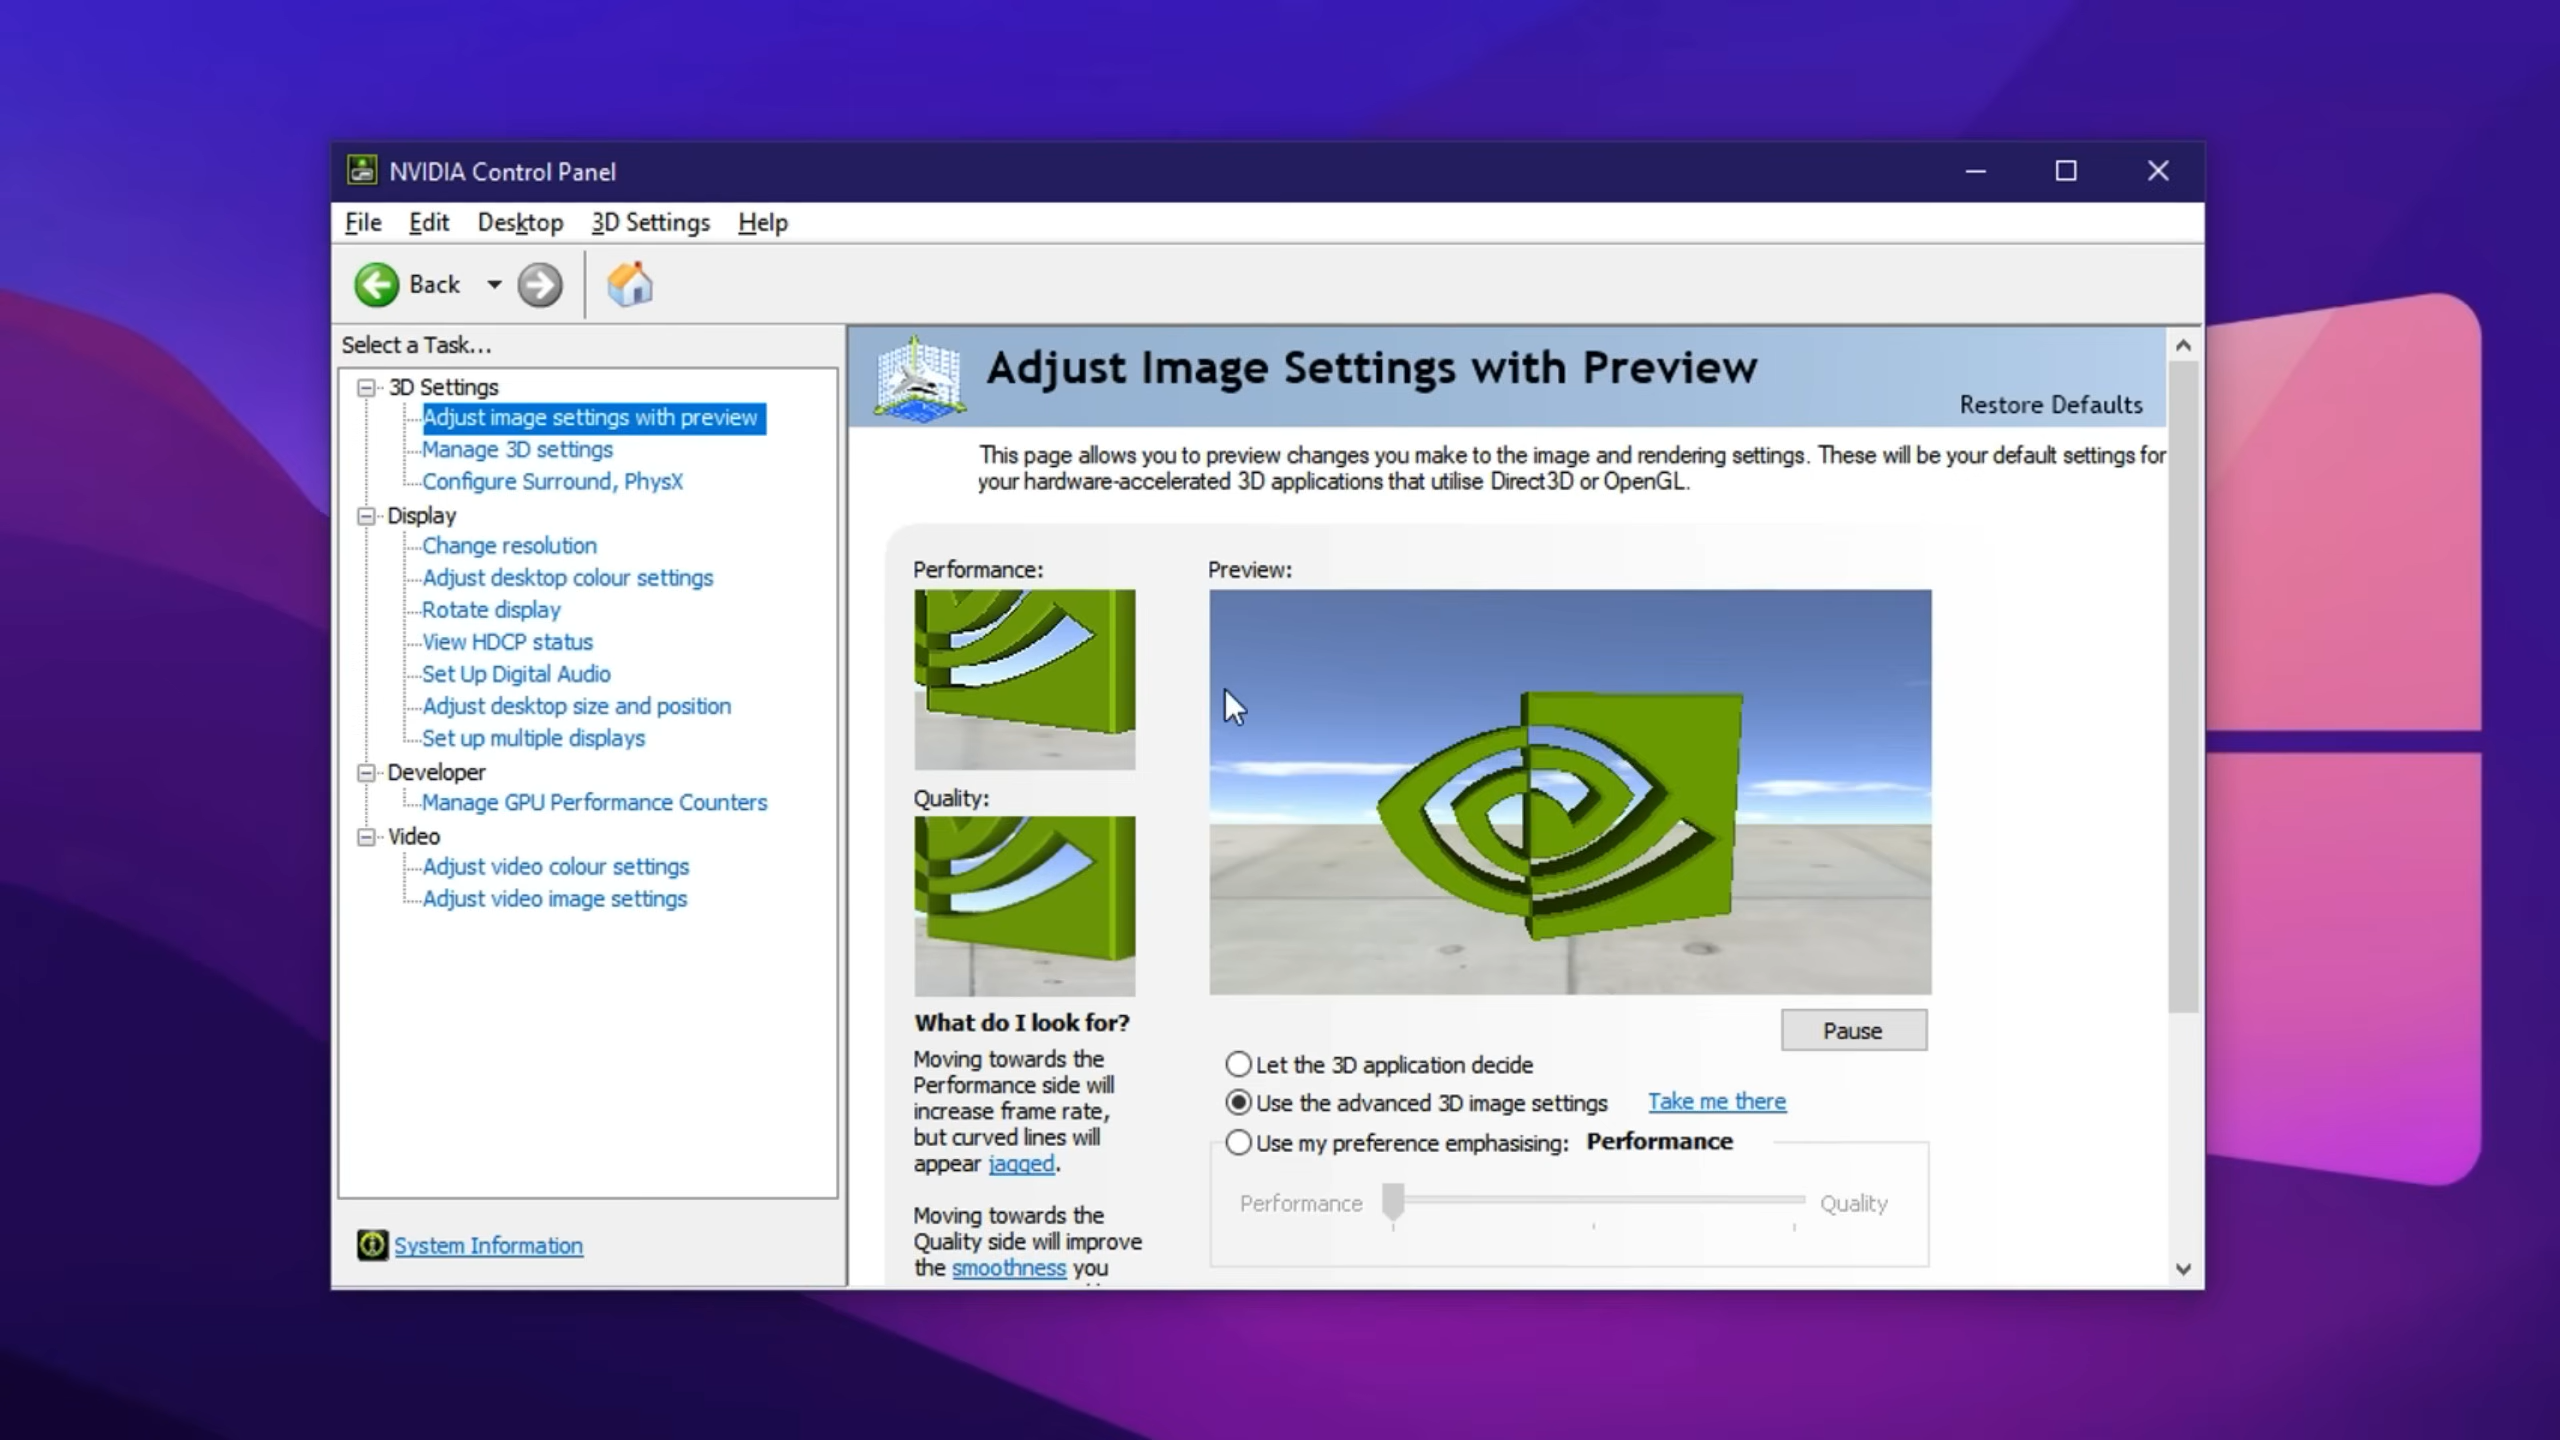 NVIDIA Control Panel
File Edit Desktop 3D Settings Help
Back
Select a Task...
3D Settings
Adjust image settings with preview
Manage 3D settings
Configure Surround, PhysX
Display
Change resolution
Adjust desktop colour settings
Rotate display
View HDCP status
Set Up Digital Audio
Adjust desktop size and position
Set up multiple displays
Developer
Manage GPU Performance Counters
Video
Adjust video colour settings
Adjust video image settings
System Information
Adjust Image Settings with Preview
Restore Defaults
This page allows you to preview changes you make to the image and rendering settings. These will be your default settings for
your hardware-accelerated 3D applications that utilise Direct3D or OpenGL.
Performance:
Quality:
What do I look for?
Moving towards the
Performance side will
increase frame rate,
but curved lines will
appear jagged.
Moving towards the
Quality side will improve
the smoothness you
Preview:
Pause
Let the 3D application decide
Use the advanced 3D image settings Take me there
Use my preference emphasising: Performance
Performance Quality